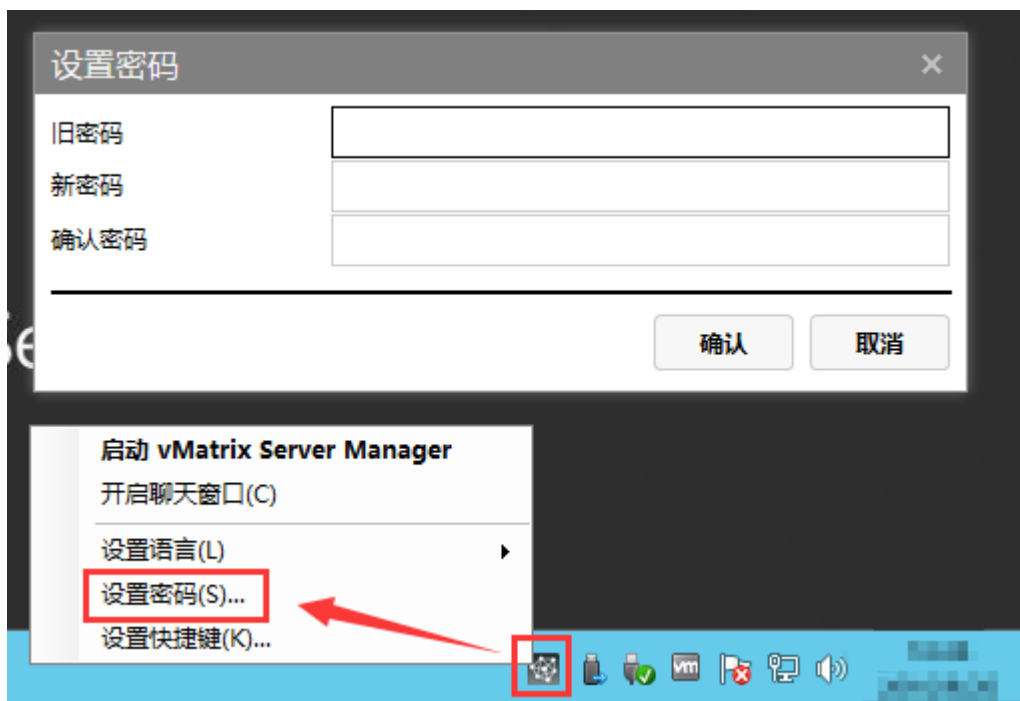 设置密码
旧密码
新密码
确认密码
确认 取消
启动 vMatrix Server Manager
开启聊天窗口(C)
设置语言(L)
设置密码(S)...
设置快捷键(K)...
vm